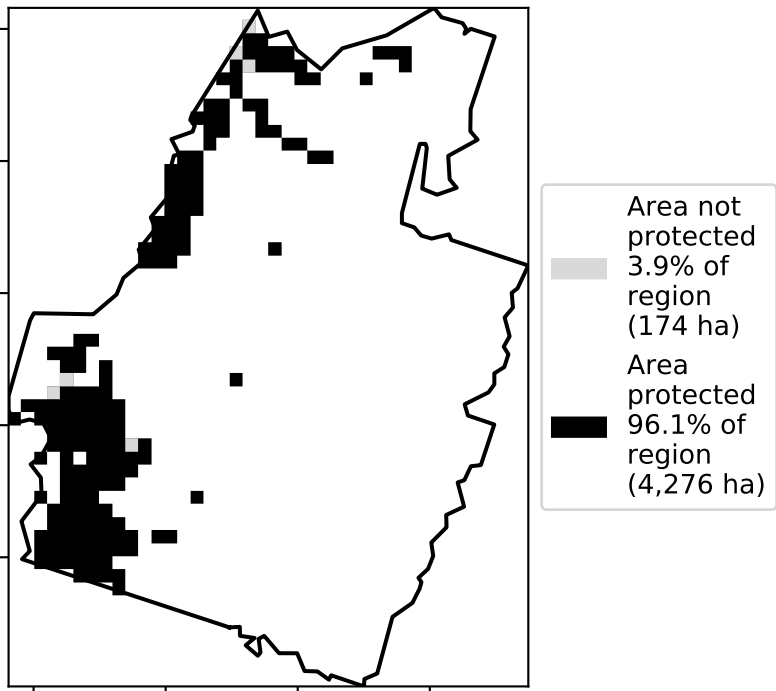 Area not
protected
3.9% of
region
(174 ha)
Area
protected
96.1% of
region
(4,276 ha)